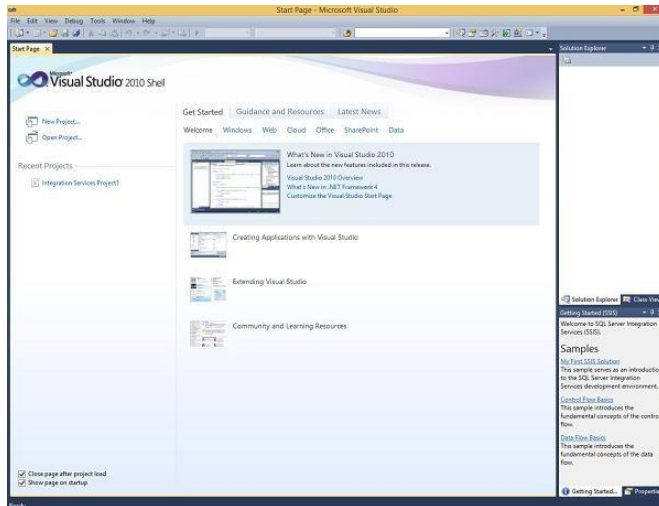 Start Page - Microsoft Visual Studio
File Edit View Debug Tools Window Help
Start Page
Solution Explorer
Microsoft
Visual Studio 2010 Shell
New Project...
Open Project...
Recent Projects
Integration Services Project1
Get Started Guidance and Resources Latest News
Welcome Windows Web Cloud Office SharePoint Data
What's New in Visual Studio 2010
Learn about the new features included in this release.
Visual Studio 2010 Overview
What's New in .NET Framework 4
Customize the Visual Studio Start Page
Creating Applications with Visual Studio
Extending Visual Studio
Community and Learning Resources
Close page after project load
Show page on startup
Solution Explorer Class View
Getting Started (SSIS)
Welcome to SQL Server Integration
Services (SSIS).
Samples
My First SSIS Solution
This sample serves as an introductio
to the SQL Server Integration
Services development environment.
Control Flow Basics
This sample introduces the
fundamental concepts of the contro
flow.
Data Flow Basics
This sample introduces the
fundamental concepts of the data
flow.
Getting Started... Propertie
Ready